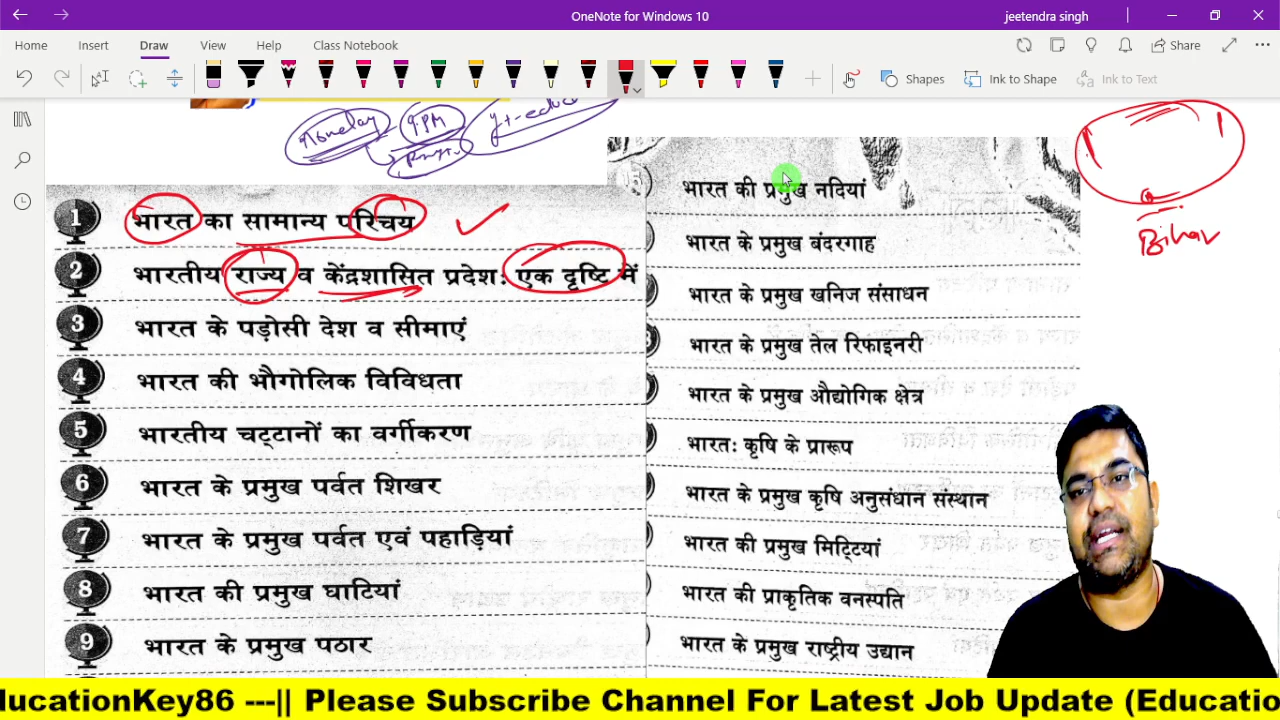 OneNote for Windows 10
jeetendra singh
Home Insert Draw View Help Class Notebook
Share
Shapes Ink to Shape Ink to Text
Monday 9:PM
Bihar
1 भारत का सामान्य परिचय
2 भारतीय राज्य व केंद्रशासित प्रदेशः एक दृष्टि में
3 भारत के पड़ोसी देश व सीमाएं
4 भारत की भौगोलिक विविधता
5 भारतीय चट्टानों का वर्गीकरण
6 भारत के प्रमुख पर्वत शिखर
7 भारत के प्रमुख पर्वत एवं पहाड़ियां
8 भारत की प्रमुख घाटियां
9 भारत के प्रमुख पठार
भारत की प्रमुख नदियां
भारत के प्रमुख बंदरगाह
भारत के प्रमुख खनिज संसाधन
भारत के प्रमुख तेल रिफाइनरी
भारत के प्रमुख औद्योगिक क्षेत्र
भारतः कृषि के प्रारूप
भारत के प्रमुख कृषि अनुसंधान संस्थान
भारत की प्रमुख मिट्टियां
भारत की प्राकृतिक वनस्पति
भारत के प्रमुख राष्ट्रीय उद्यान
ducationKey86 ---|| Please Subscribe Channel For Latest Job Update (Educatio